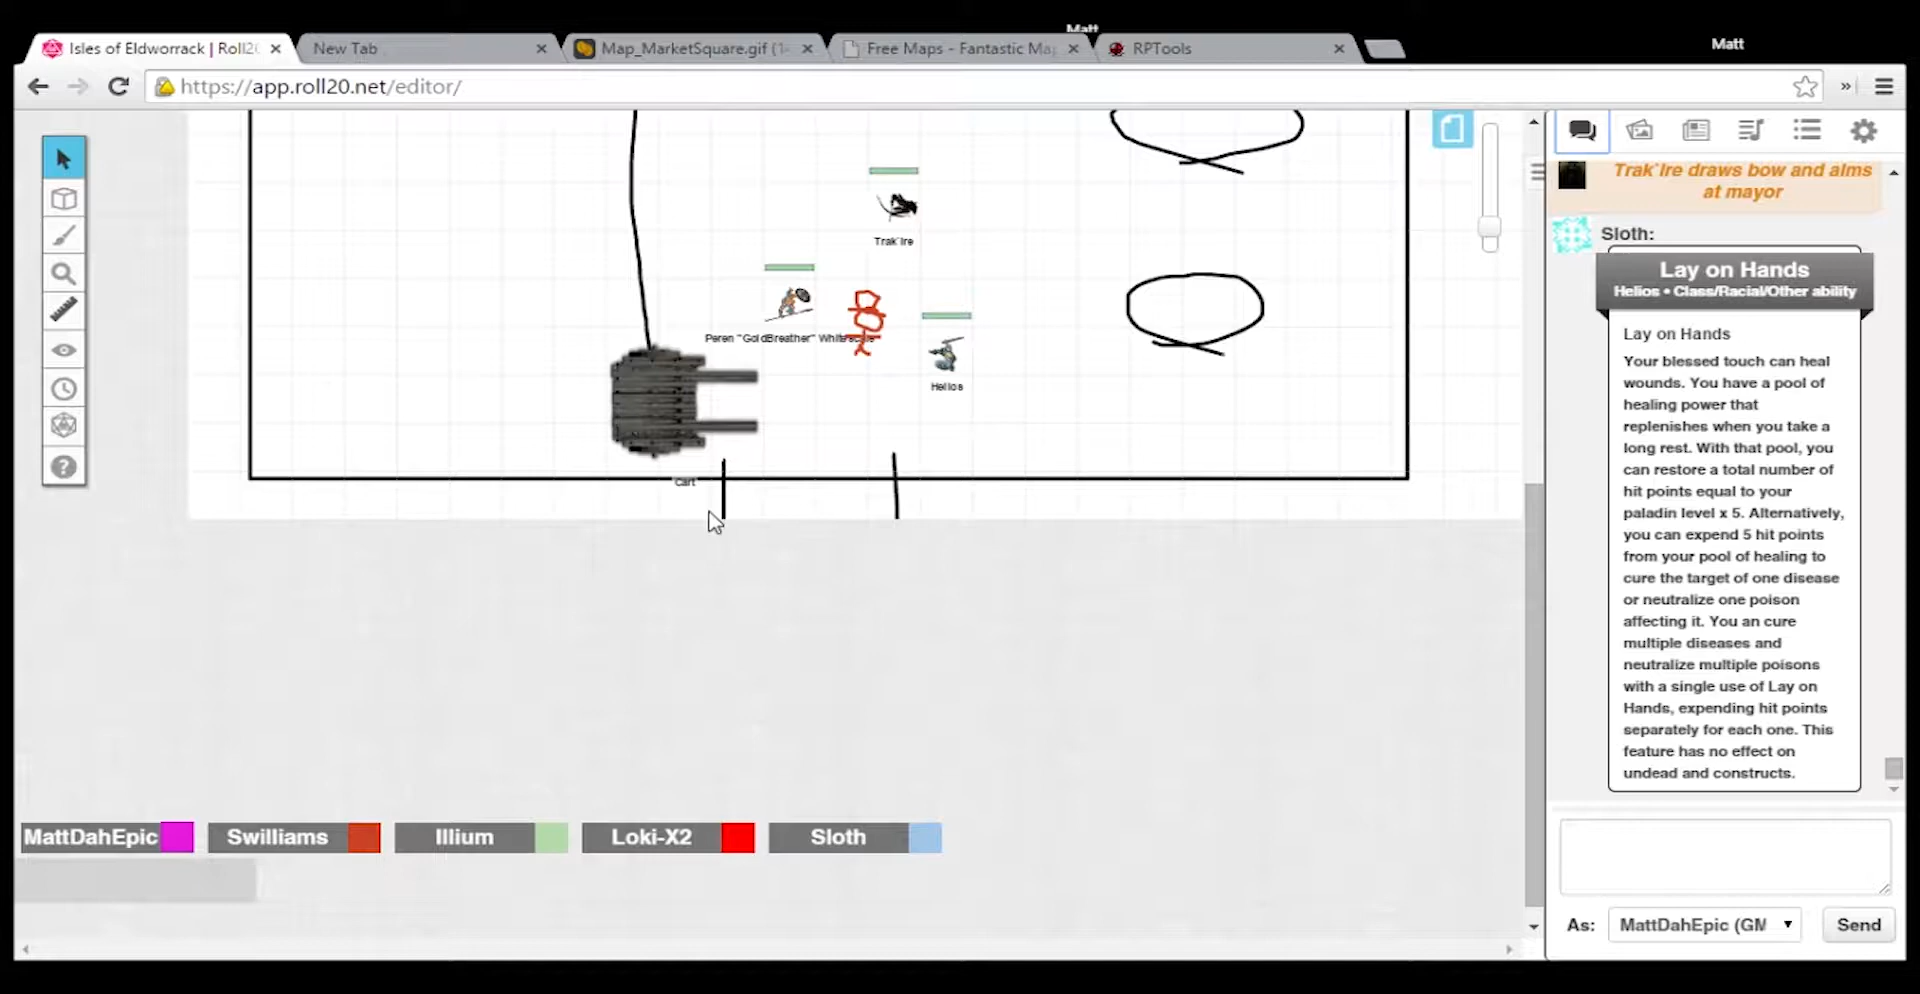 Matt
Matt
Isles of Eldworrack | Roll20
New Tab
Map_MarketSquare.gif (1
Free Maps - Fantastic Ma
RPTools
https://app.roll20.net/editor/
Trak`Ire
Peren "GoldBreather" Whitescale
Helios
Cart
Trak`Ire draws bow and aims
at mayor
Sloth:
Lay on Hands
Helios • Class/Racial/Other ability
Lay on Hands
Your blessed touch can heal
wounds. You have a pool of
healing power that
replenishes when you take a
long rest. With that pool, you
can restore a total number of
hit points equal to your
paladin level x 5. Alternatively,
you can expend 5 hit points
from your pool of healing to
cure the target of one disease
or neutralize one poison
affecting it. You an cure
multiple diseases and
neutralize multiple poisons
with a single use of Lay on
Hands, expending hit points
separately for each one. This
feature has no effect on
undead and constructs.
MattDahEpic
Swilliams
Illium
Loki-X2
Sloth
As:
MattDahEpic (GM
Send